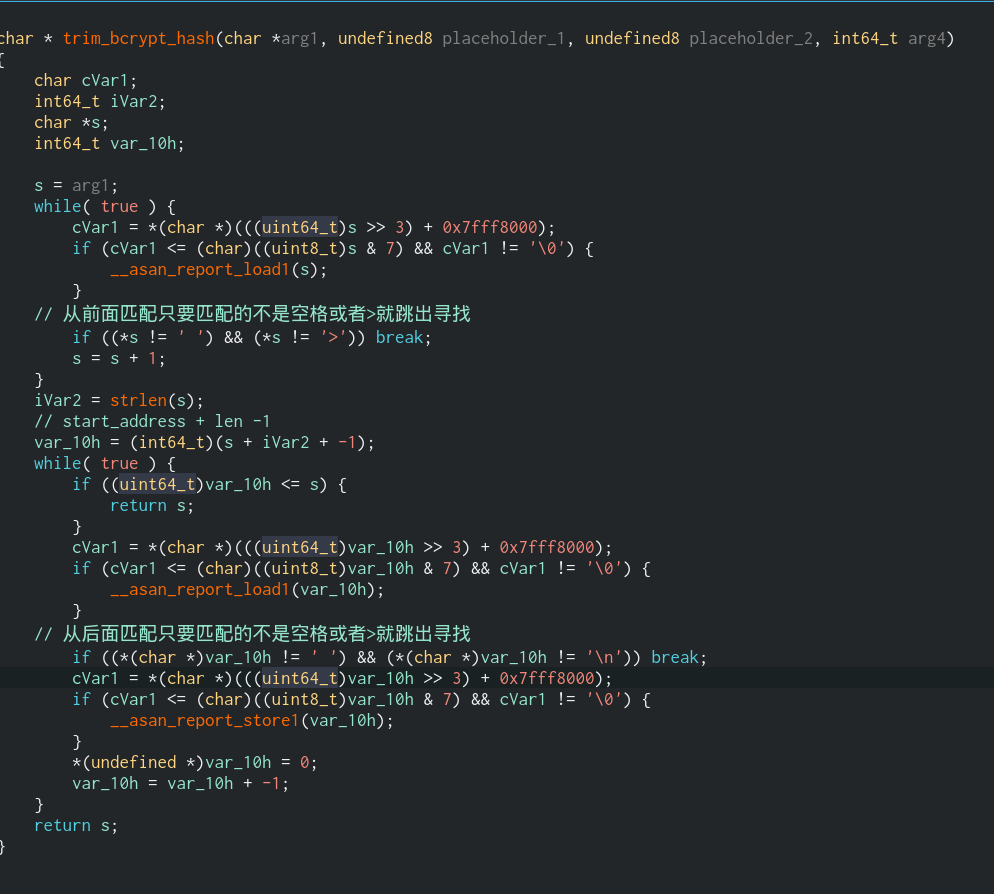 char * trim_bcrypt_hash(char *arg1, undefined8 placeholder_1, undefined8 placeholder_2, int64_t arg4)
{
    char cVar1;
    int64_t iVar2;
    char *s;
    int64_t var_10h;
    s = arg1;
    while( true ) {
        cVar1 = *(char *)(((uint64_t)s >> 3) + 0x7fff8000);
        if (cVar1 <= (char)((uint8_t)s & 7) && cVar1 != '\0') {
            __asan_report_load1(s);
        }
    // 从前面匹配只要匹配的不是空格或者>就跳出寻找
        if ((*s != ' ') && (*s != '>')) break;
        s = s + 1;
    }
    iVar2 = strlen(s);
    // start_address + len -1
    var_10h = (int64_t)(s + iVar2 + -1);
    while( true ) {
        if ((uint64_t)var_10h <= s) {
            return s;
        }
        cVar1 = *(char *)(((uint64_t)var_10h >> 3) + 0x7fff8000);
        if (cVar1 <= (char)((uint8_t)var_10h & 7) && cVar1 != '\0') {
            __asan_report_load1(var_10h);
        }
    // 从后面匹配只要匹配的不是空格或者>就跳出寻找
        if ((*(char *)var_10h != ' ') && (*(char *)var_10h != '\n')) break;
        cVar1 = *(char *)(((uint64_t)var_10h >> 3) + 0x7fff8000);
        if (cVar1 <= (char)((uint8_t)var_10h & 7) && cVar1 != '\0') {
            __asan_report_store1(var_10h);
        }
        *(undefined *)var_10h = 0;
        var_10h = var_10h + -1;
    }
    return s;
}